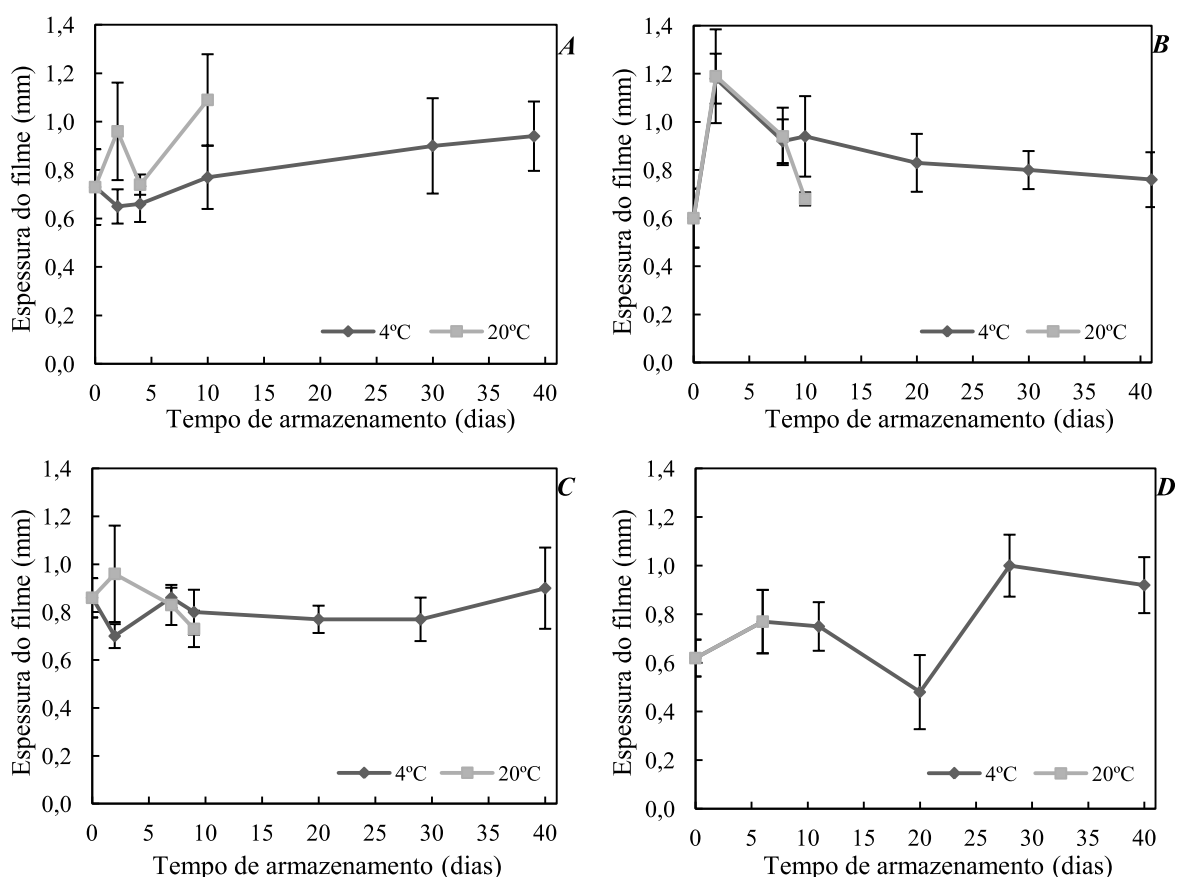 1,4
1,2
1,0
0,8
0,6
0,4
0,2
0,0
Espessura do filme (mm)
A
4ºC 20ºC
0 5 10 15 20 25 30 35 40
Tempo de armazenamento (dias)
1,4
1,2
1,0
0,8
0,6
0,4
0,2
0,0
Espessura do filme (mm)
B
4ºC 20ºC
0 5 10 15 20 25 30 35 40
Tempo de armazenamento (dias)
1,4
1,2
1,0
0,8
0,6
0,4
0,2
0,0
Espessura do filme (mm)
C
4ºC 20ºC
0 5 10 15 20 25 30 35 40
Tempo de armazenamento (dias)
1,4
1,2
1,0
0,8
0,6
0,4
0,2
0,0
Espessura do filme (mm)
D
4ºC 20ºC
0 5 10 15 20 25 30 35 40
Tempo de armazenamento (dias)